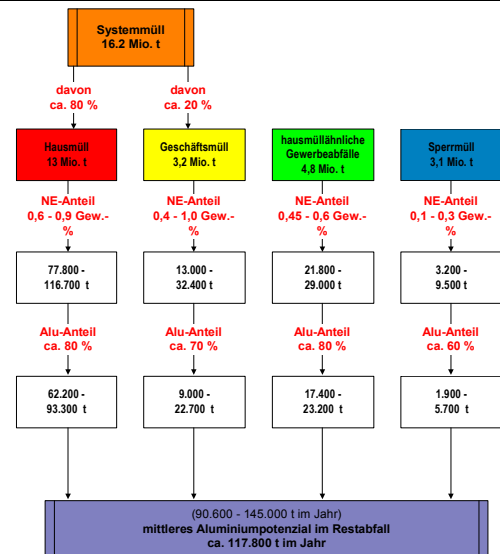 Systemmüll
16.2 Mio. t
davon
ca. 80 %
davon
ca. 20 %
Hausmüll
13 Mio. t
Geschäftsmüll
3,2 Mio. t
hausmüllähnliche
Gewerbeabfälle
4,8 Mio. t
Sperrmüll
3,1 Mio. t
NE-Anteil
0,6 - 0,9 Gew.-
%
NE-Anteil
0,4 - 1,0 Gew.-
%
NE-Anteil
0,45 - 0,6 Gew.-
%
NE-Anteil
0,1 - 0,3 Gew.-
%
77.800 -
116.700 t
13.000 -
32.400 t
21.800 -
29.000 t
3.200 -
9.500 t
Alu-Anteil
ca. 80 %
Alu-Anteil
ca. 70 %
Alu-Anteil
ca. 80 %
Alu-Anteil
ca. 60 %
62.200 -
93.300 t
9.000 -
22.700 t
17.400 -
23.200 t
1.900 -
5.700 t
(90.600 - 145.000 t im Jahr)
mittleres Aluminiumpotenzial im Restabfall
ca. 117.800 t im Jahr